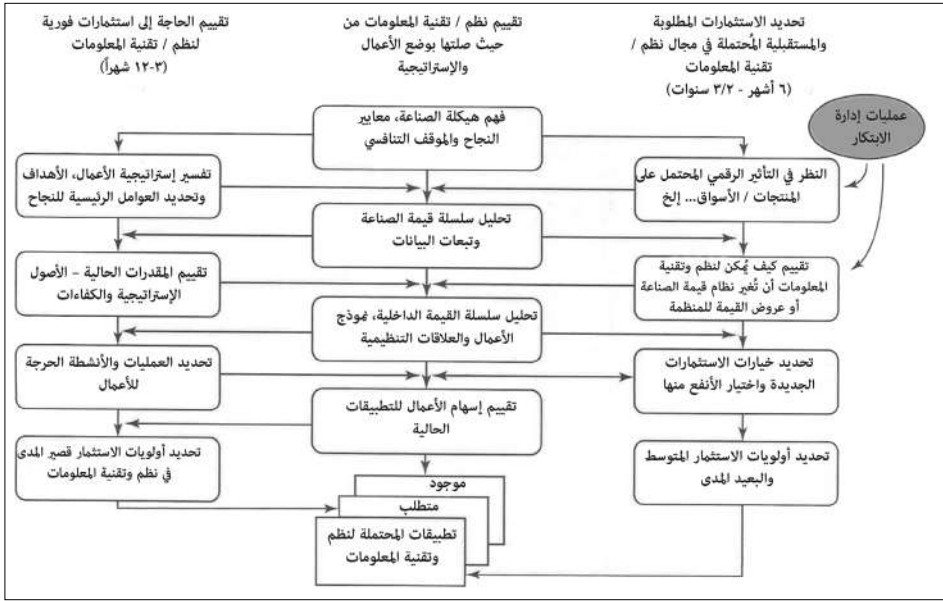 تحديد الاستثمارات المطلوبة
والمستقبلية المُحتملة في مجال نظم /
تقنية المعلومات
(٦ أشهر - ٣/٢ سنوات)
تقييم نظم / تقنية المعلومات من
حيث صلتها بوضع الأعمال
والإستراتيجية
تقييم الحاجة إلى استثمارات فورية
لنظم / تقنية المعلومات
(٣-١٢ شهراً)
عمليات إدارة
الابتكار
فهم هيكلة الصناعة، معايير
النجاح والموقف التنافسي
النظر في التأثير الرقمي المحتمل على
المنتجات / الأسواق... إلخ
تفسير إستراتيجية الأعمال، الأهداف
وتحديد العوامل الرئيسية للنجاح
تحليل سلسلة قيمة الصناعة
وتبعات البيانات
تقييم كيف يُمكن لنظم وتقنية
المعلومات أن تُغير نظام قيمة الصناعة
أو عروض القيمة للمنظمة
تقييم المقدرات الحالية – الأصول
الإستراتيجية والكفاءات
تحليل سلسلة القيمة الداخلية، نموذج
الأعمال والعلاقات التنظيمية
تحديد خيارات الاستثمارات
الجديدة واختيار الأنفع منها
تحديد العمليات والأنشطة الحرجة
للأعمال
تقييم إسهام الأعمال للتطبيقات
الحالية
تحديد أولويات الاستثمار المتوسط
والبعيد المدى
تحديد أولويات الاستثمار قصير المدى
في نظم وتقنية المعلومات
موجود
متطلب
تطبيقات المحتملة لنظم
وتقنية المعلومات